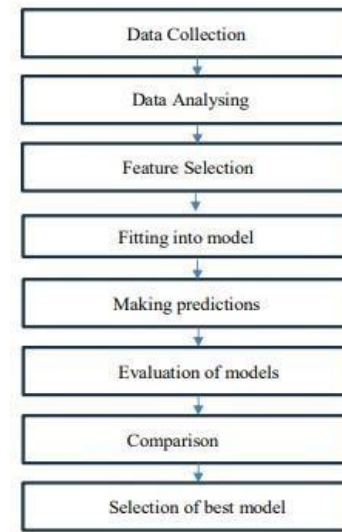 Data Collection
Data Analysing
Feature Selection
Fitting into model
Making predictions
Evaluation of models
Comparison
Selection of best model